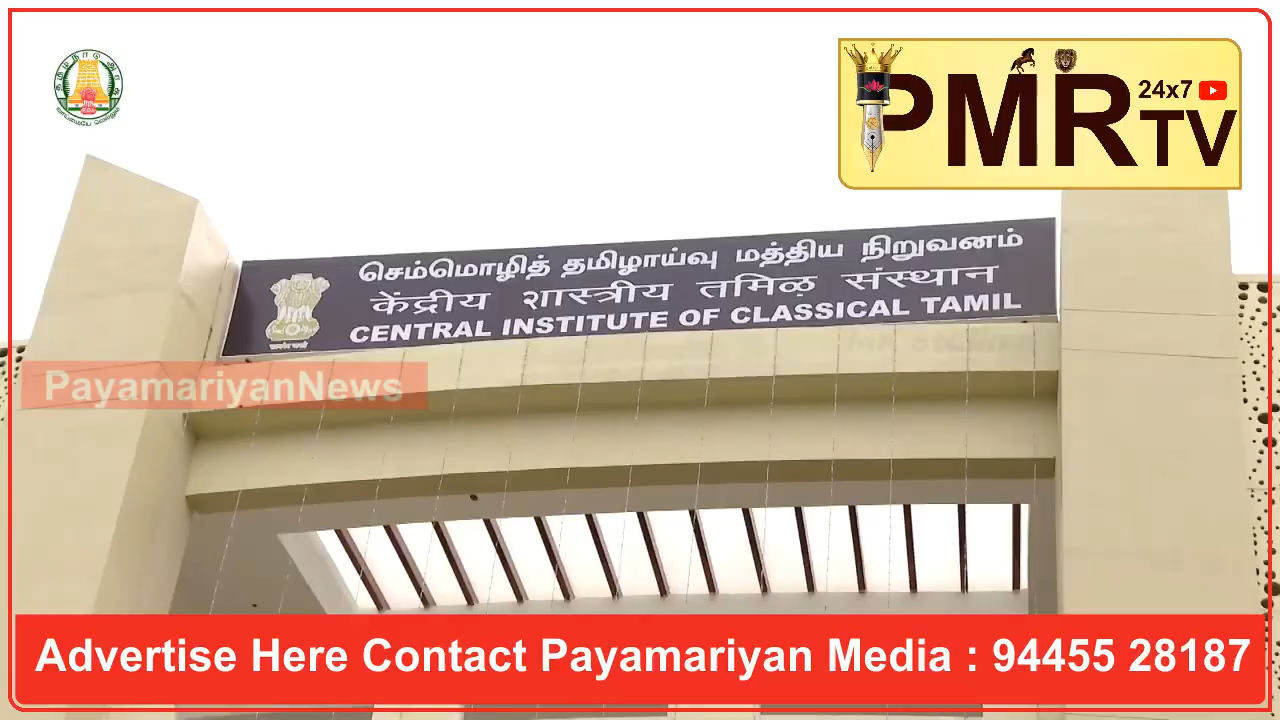 PMR TV
24x7
செம்மொழித் தமிழாய்வு மத்திய நிறுவனம்
केंद्रीय शास्त्रीय तमिऴ संस्थान
CENTRAL INSTITUTE OF CLASSICAL TAMIL
PayamariyanNews
Advertise Here Contact Payamariyan Media : 94455 28187